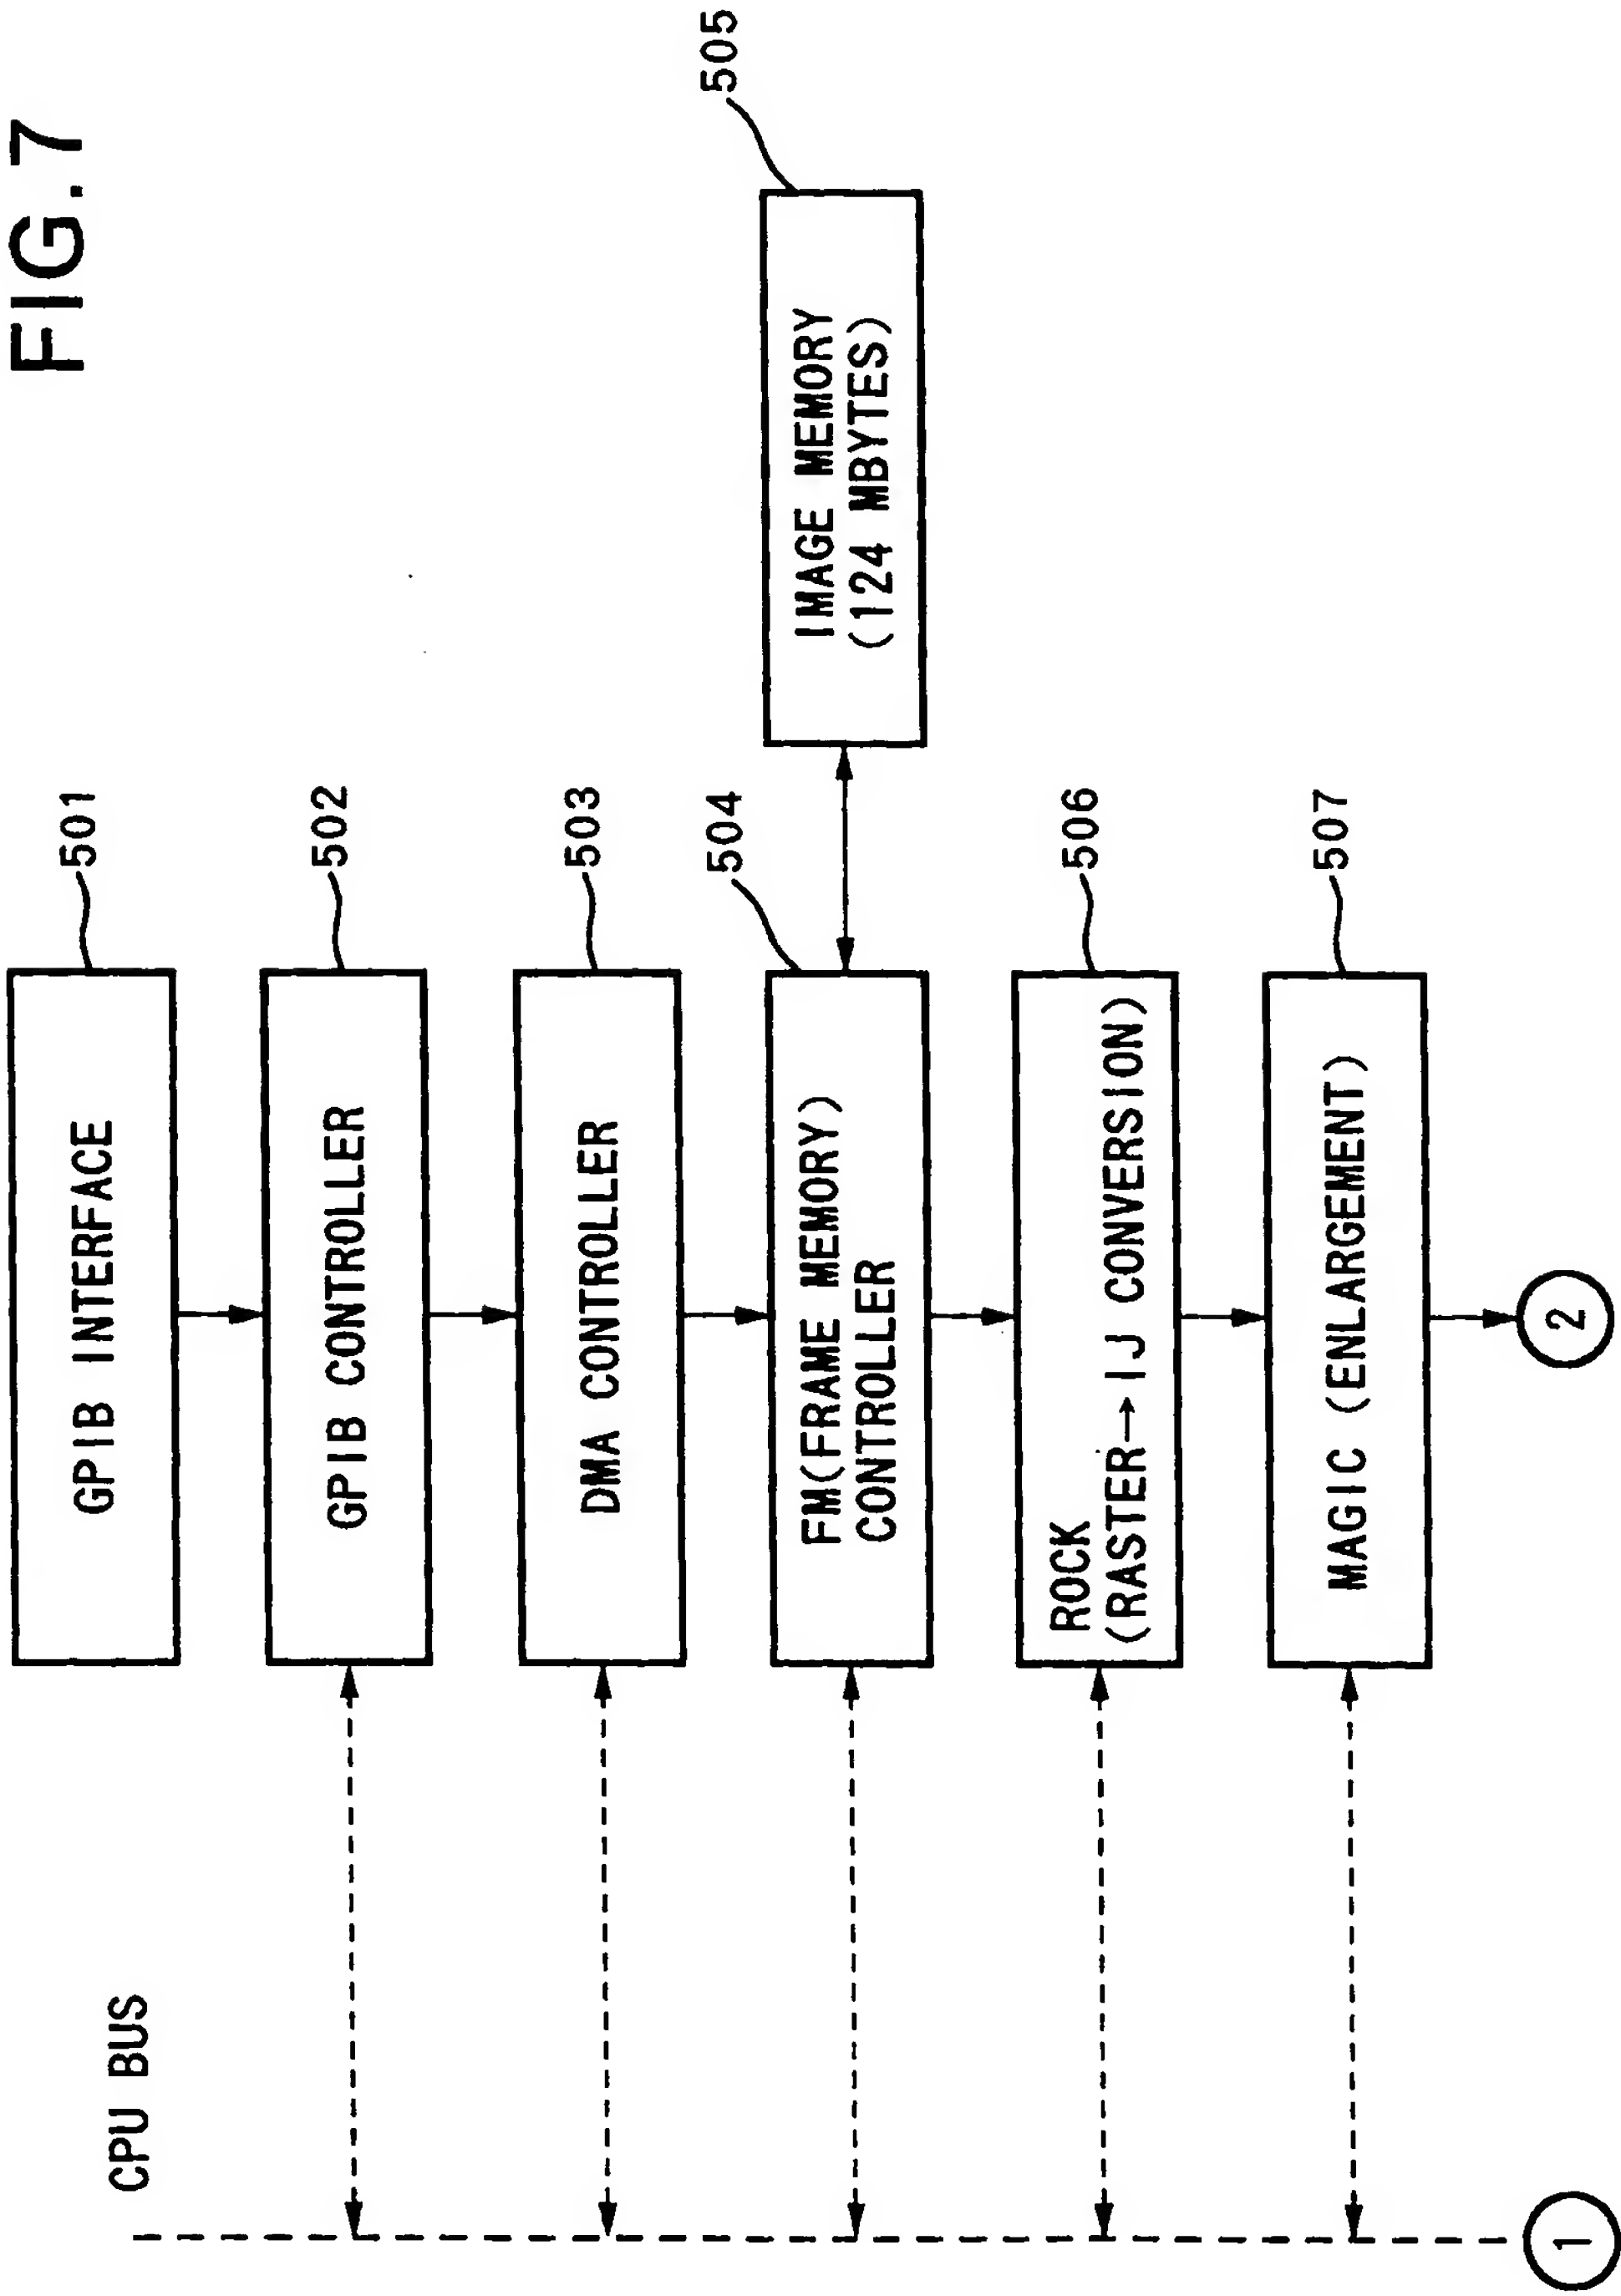 FIG.7
CPU BUS
GPIB INTERFACE
501
GPIB CONTROLLER
502
DMA CONTROLLER
503
FM(FRAME MEMORY)
CONTROLLER
504
IMAGE MEMORY
(124 MBYTES)
505
ROCK
(RASTER→IJ CONVERSION)
506
MAGIC (ENLARGEMENT)
507
1
2